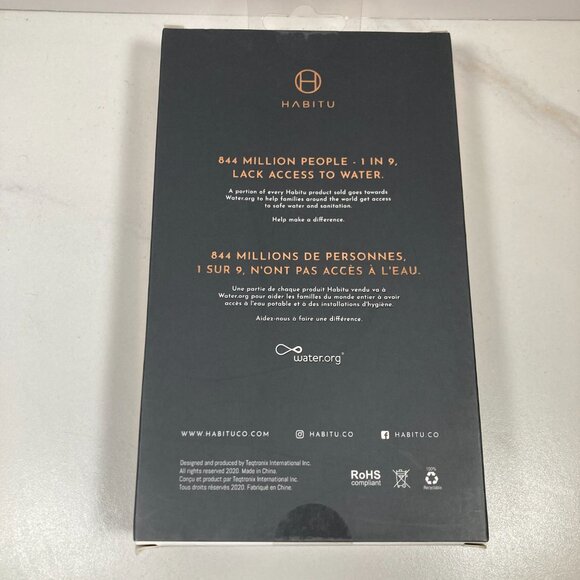 HABITU
844 MILLION PEOPLE - 1 IN 9,
LACK ACCESS TO WATER.
A portion of every Habitu product sold goes towards
Water.org to help families around the world get access
to safe water and sanitation.
Help make a difference.
844 MILLIONS DE PERSONNES,
1 SUR 9, N'ONT PAS ACCÈS À L'EAU.
Une partie de chaque produit Habitu vendu va à
Water.org pour aider les familles du monde entier à avoir
accès à l'eau potable et à des installations d'hygiène.
Aidez-nous à faire une différence.
water.org®
WWW.HABITUCO.COM HABITU.CO HABITU.CO
Designed and produced by Teqtronix International Inc.
All rights reserved 2020. Made in China.
Conçu et produit par Teqtronix International Inc.
Tous droits réservés 2020. Fabriqué en Chine.
RoHS
compliant
100%
Recyclable